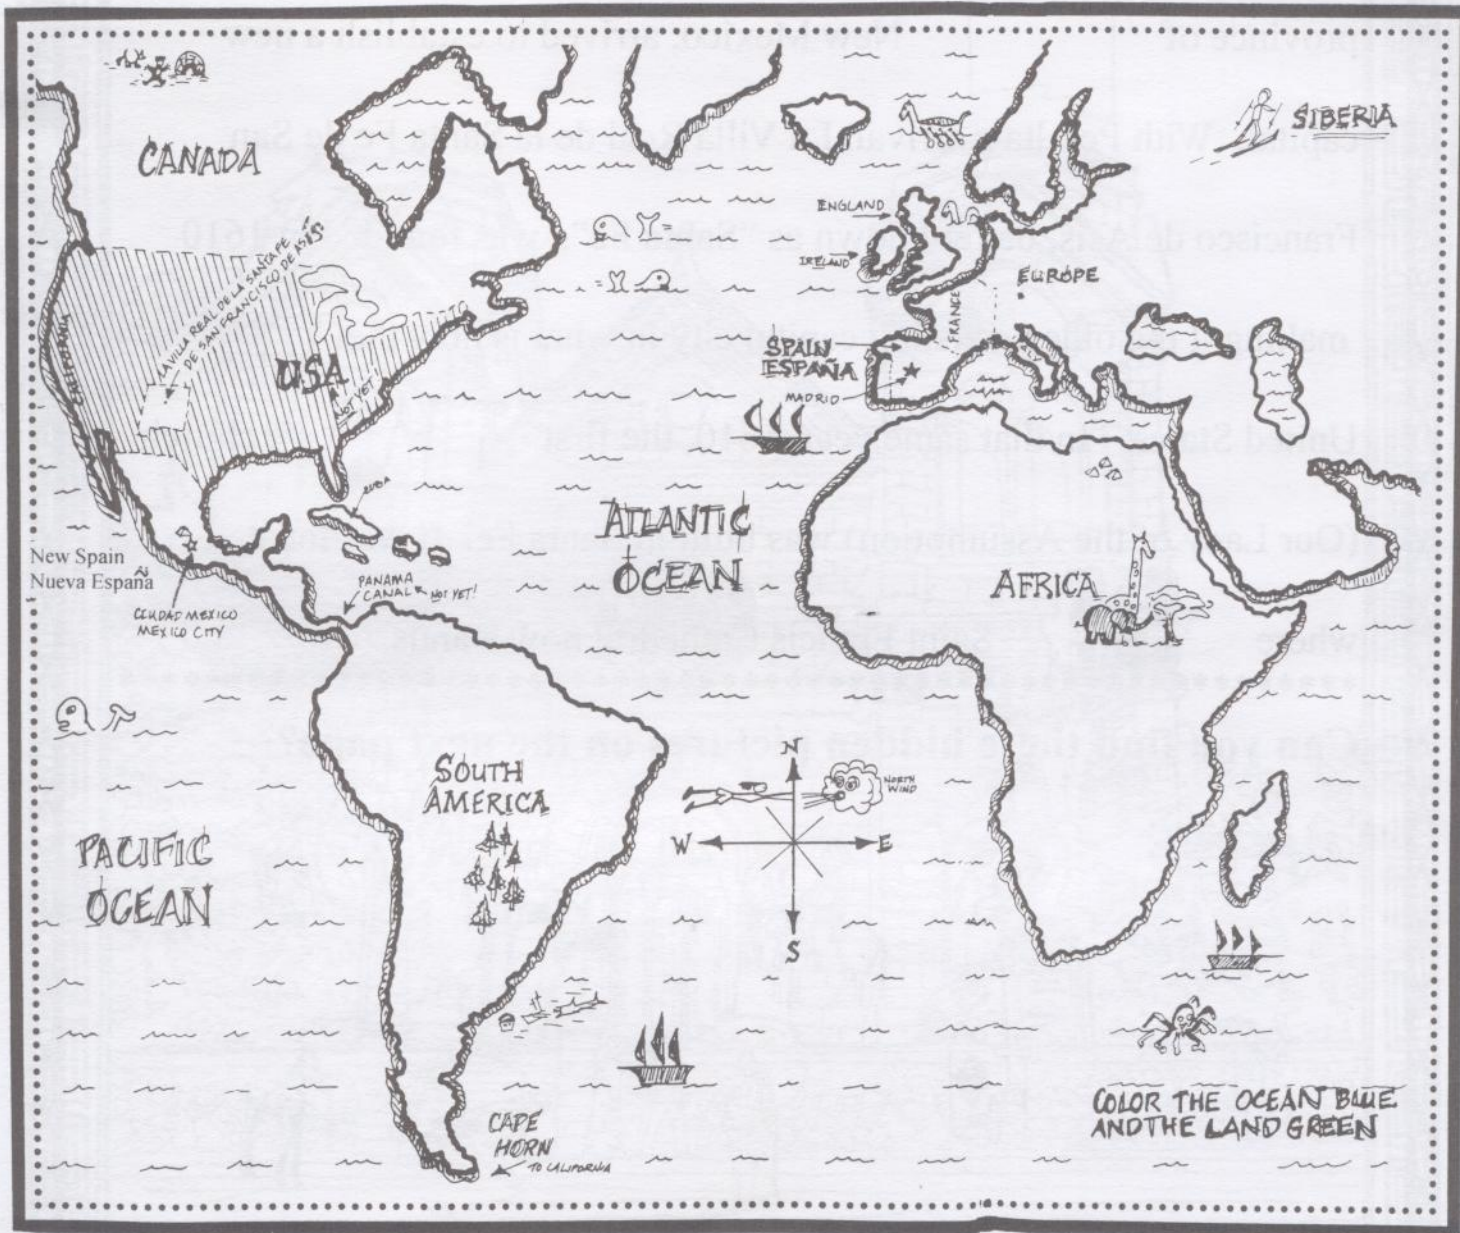 CANADA
SIBERIA
ENGLAND
IRELAND
EUROPE
FRANCE
LA VILLA REAL DE LA SANTA FE
DE SAN FRANCISCO DE ASIS
CALIFORNIA
USA
NOT YET!
SPAIN
ESPAÑA
MADRID
CUBA
ATLANTIC
OCEAN
New Spain
Nueva España
PANAMA
CANAL
NOT YET!
CIUDAD MEXICO
MEXICO CITY
AFRICA
SOUTH
AMERICA
N
NORTH
WIND
W
E
S
PACIFIC
OCEAN
CAPE
HORN
TO CALIFORNIA
COLOR THE OCEAN BLUE
AND THE LAND GREEN